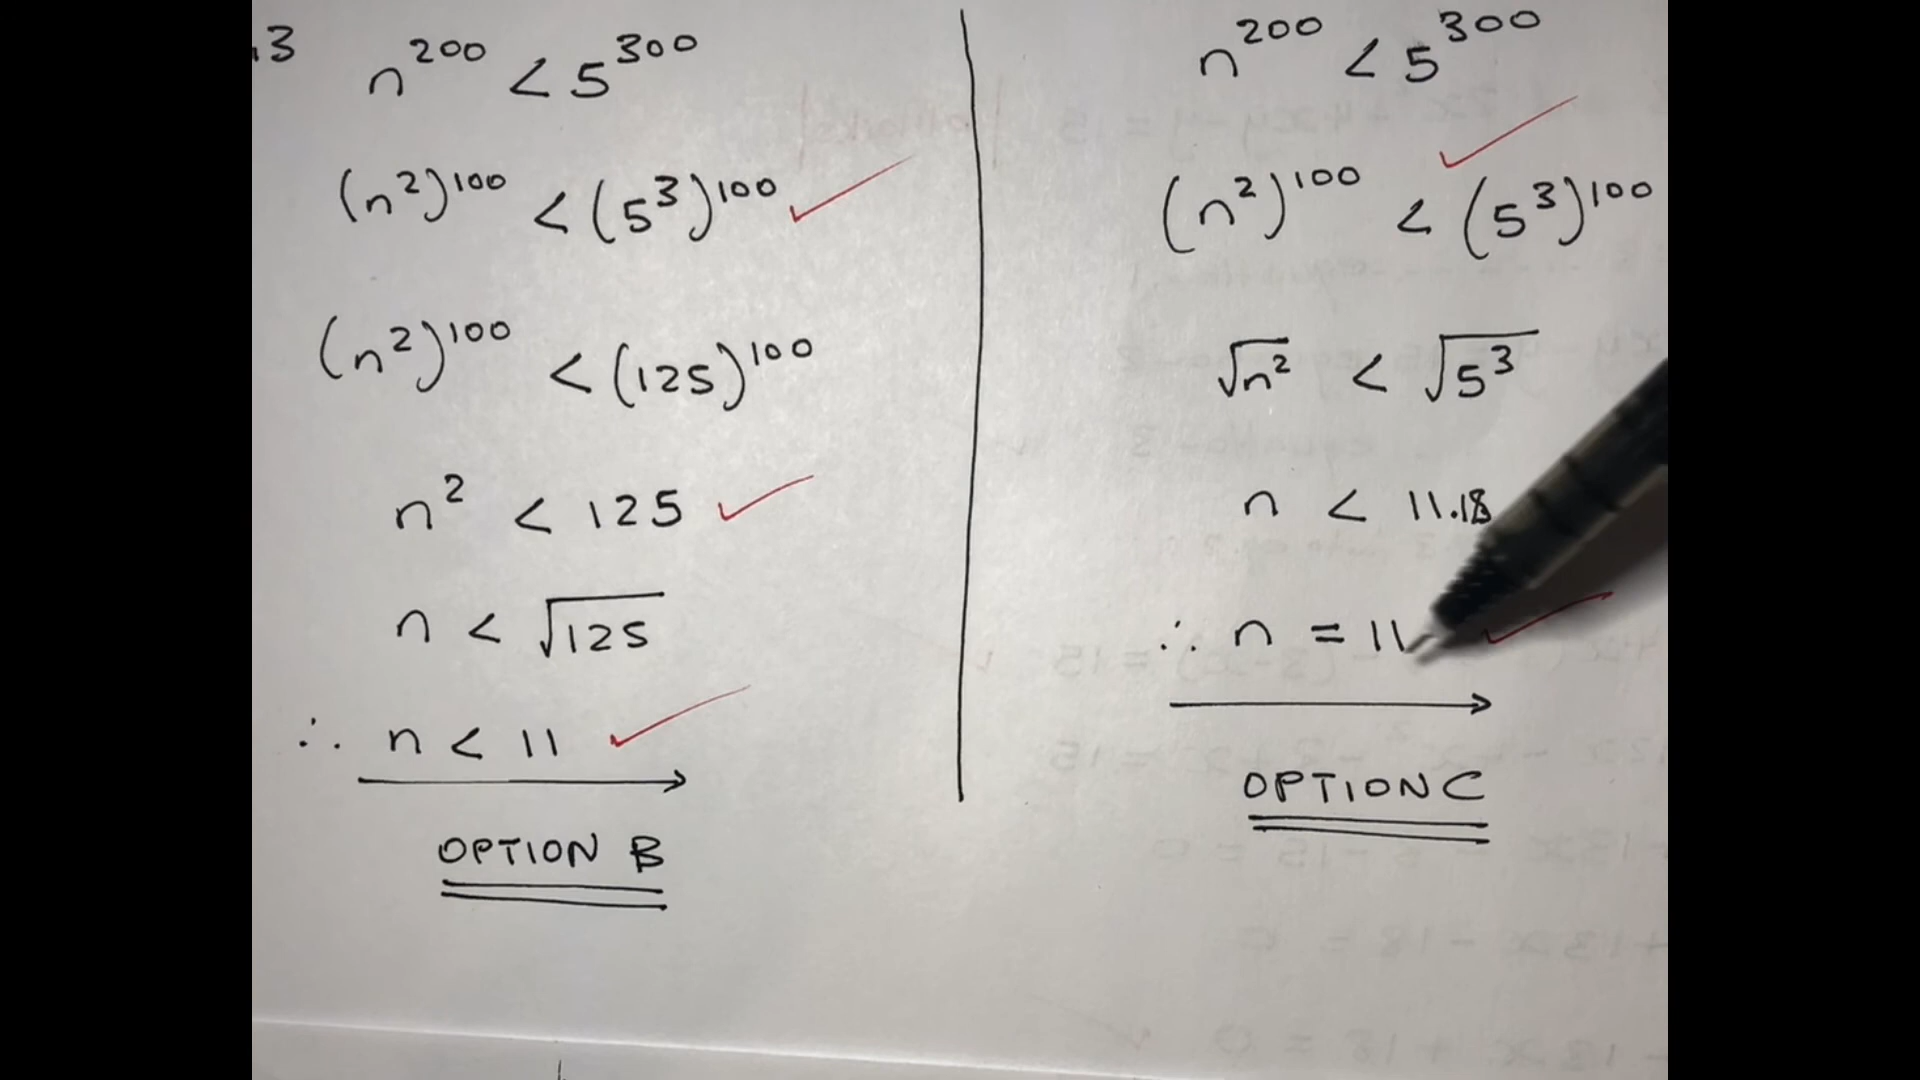 n^200 < 5^300
(n^2)^100 < (5^3)^100
(n^2)^100 < (125)^100
n^2 < 125
n < √125
∴ n < 11
OPTION B
n^200 < 5^300
(n^2)^100 < (5^3)^100
√n^2 < √5^3
n < 11.18
∴ n = 11
OPTION C